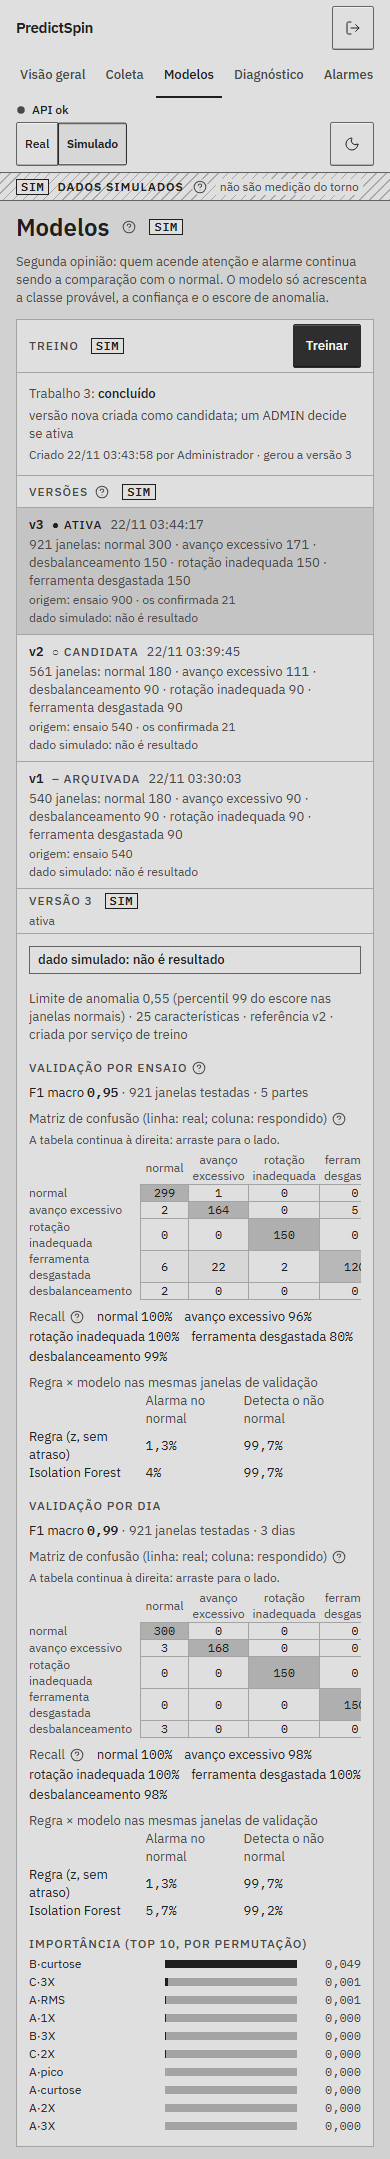 PredictSpin
Visão geral Coleta Modelos Diagnóstico Alarmes
API ok
Real Simulado
SIM DADOS SIMULADOS ? não são medição do torno
Modelos ? SIM
Segunda opinião: quem acende atenção e alarme continua
sendo a comparação com o normal. O modelo só acrescenta
a classe provável, a confiança e o escore de anomalia.
TREINO SIM Treinar
Trabalho 3: concluído
versão nova criada como candidata; um ADMIN decide
se ativa
Criado 22/11 03:43:58 por Administrador · gerou a versão 3
VERSÕES ? SIM
v3 ● ATIVA 22/11 03:44:17
921 janelas: normal 300 · avanço excessivo 171 ·
desbalanceamento 150 · rotação inadequada 150 ·
ferramenta desgastada 150
origem: ensaio 900 · os confirmada 21
dado simulado: não é resultado
v2 ○ CANDIDATA 22/11 03:39:45
561 janelas: normal 180 · avanço excessivo 111 ·
desbalanceamento 90 · rotação inadequada 90 ·
ferramenta desgastada 90
origem: ensaio 540 · os confirmada 21
dado simulado: não é resultado
v1 – ARQUIVADA 22/11 03:30:03
540 janelas: normal 180 · avanço excessivo 90 ·
desbalanceamento 90 · rotação inadequada 90 ·
ferramenta desgastada 90
origem: ensaio 540
dado simulado: não é resultado
VERSÃO 3 SIM
ativa
dado simulado: não é resultado
Limite de anomalia 0,55 (percentil 99 do escore nas
janelas normais) · 25 características · referência v2 ·
criada por serviço de treino
VALIDAÇÃO POR ENSAIO ?
F1 macro 0,95 · 921 janelas testadas · 5 partes
Matriz de confusão (linha: real; coluna: respondido) ?
A tabela continua à direita: arraste para o lado.
normal avanço excessivo rotação inadequada ferram desgas
normal 299 1 0 0
avanço excessivo 2 164 0 5
rotação inadequada 0 0 150 0
ferramenta desgastada 6 22 2 120
desbalanceamento 2 0 0 0
Recall ? normal 100% avanço excessivo 96%
rotação inadequada 100% ferramenta desgastada 80%
desbalanceamento 99%
Regra × modelo nas mesmas janelas de validação
Alarma no normal Detecta o não normal
Regra (z, sem atraso) 1,3% 99,7%
Isolation Forest 4% 99,7%
VALIDAÇÃO POR DIA
F1 macro 0,99 · 921 janelas testadas · 3 dias
Matriz de confusão (linha: real; coluna: respondido) ?
A tabela continua à direita: arraste para o lado.
normal avanço excessivo rotação inadequada ferram desgas
normal 300 0 0 0
avanço excessivo 3 168 0 0
rotação inadequada 0 0 150 0
ferramenta desgastada 0 0 0 150
desbalanceamento 3 0 0 0
Recall ? normal 100% avanço excessivo 98%
rotação inadequada 100% ferramenta desgastada 100%
desbalanceamento 98%
Regra × modelo nas mesmas janelas de validação
Alarma no normal Detecta o não normal
Regra (z, sem atraso) 1,3% 99,7%
Isolation Forest 5,7% 99,2%
IMPORTÂNCIA (TOP 10, POR PERMUTAÇÃO)
B·curtose 0,049
C·3X 0,001
A·RMS 0,001
A·1X 0,000
B·3X 0,000
C·2X 0,000
A·pico 0,000
A·curtose 0,000
A·2X 0,000
A·3X 0,000